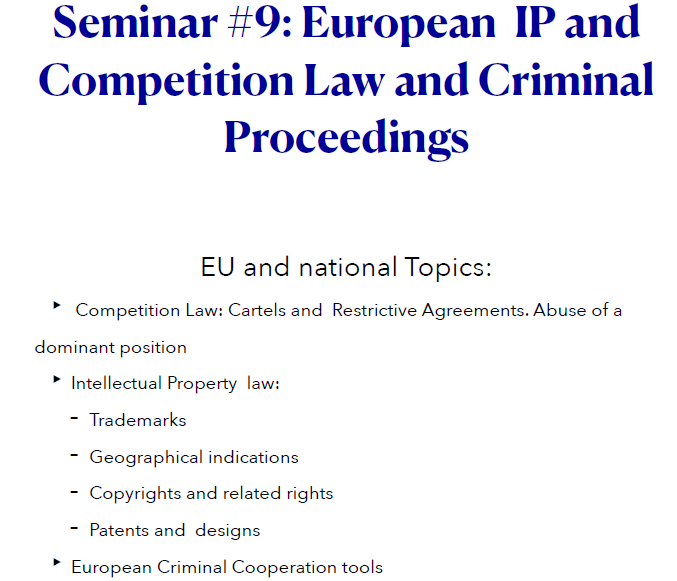 Seminar #9: European IP and
Competition Law and Criminal
Proceedings
EU and national Topics:
‣ Competition Law: Cartels and Restrictive Agreements. Abuse of a
dominant position
‣ Intellectual Property law:
- Trademarks
- Geographical indications
- Copyrights and related rights
- Patents and designs
‣ European Criminal Cooperation tools